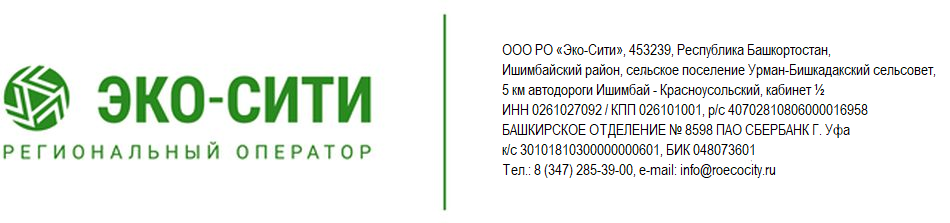 ЭКО-СИТИ
РЕГИОНАЛЬНЫЙ ОПЕРАТОР
ООО РО «Эко-Сити», 453239, Республика Башкортостан,
Ишимбайский район, сельское поселение Урман-Бишкадакский сельсовет,
5 км автодороги Ишимбай - Красноусольский, кабинет ½
ИНН 0261027092 / КПП 026101001, р/с 40702810806000016958
БАШКИРСКОЕ ОТДЕЛЕНИЕ № 8598 ПАО СБЕРБАНК Г. Уфа
к/с 30101810300000000601, БИК 048073601
Тел.: 8 (347) 285-39-00, e-mail: info@roecocity.ru